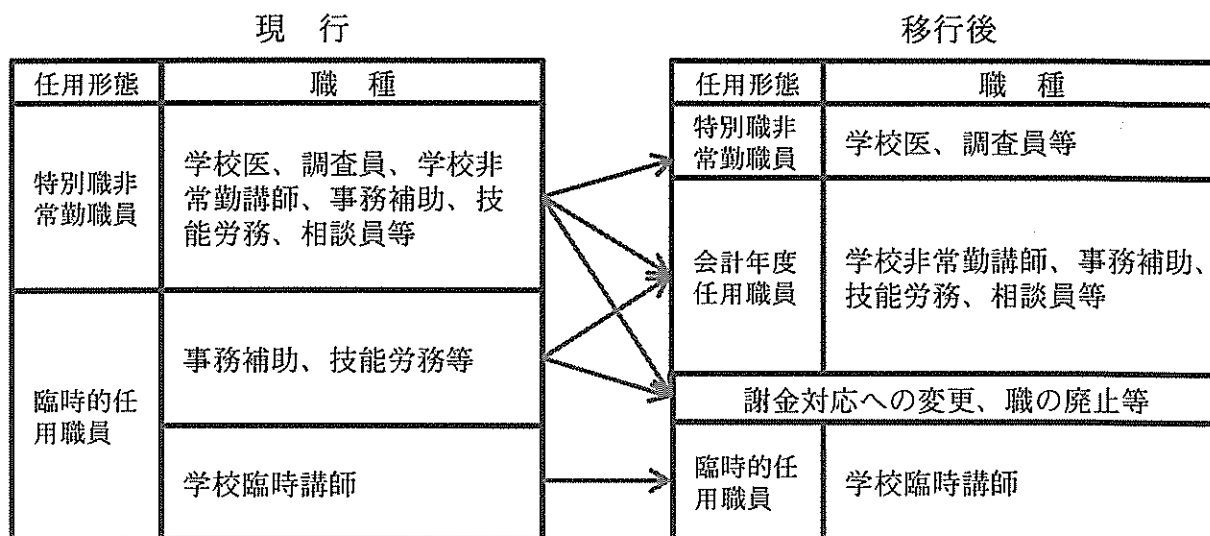 現 行
任用形態 職 種
特別職非
常勤職員
学校医、調査員、学校非
常勤講師、事務補助、技
能労務、相談員等
臨時的任
用職員
事務補助、技能労務等
学校臨時講師
移行後
任用形態 職 種
特別職非
常勤職員
学校医、調査員等
会計年度
任用職員
学校非常勤講師、事務補助、
技能労務、相談員等
謝金対応への変更、職の廃止等
臨時的任
用職員
学校臨時講師